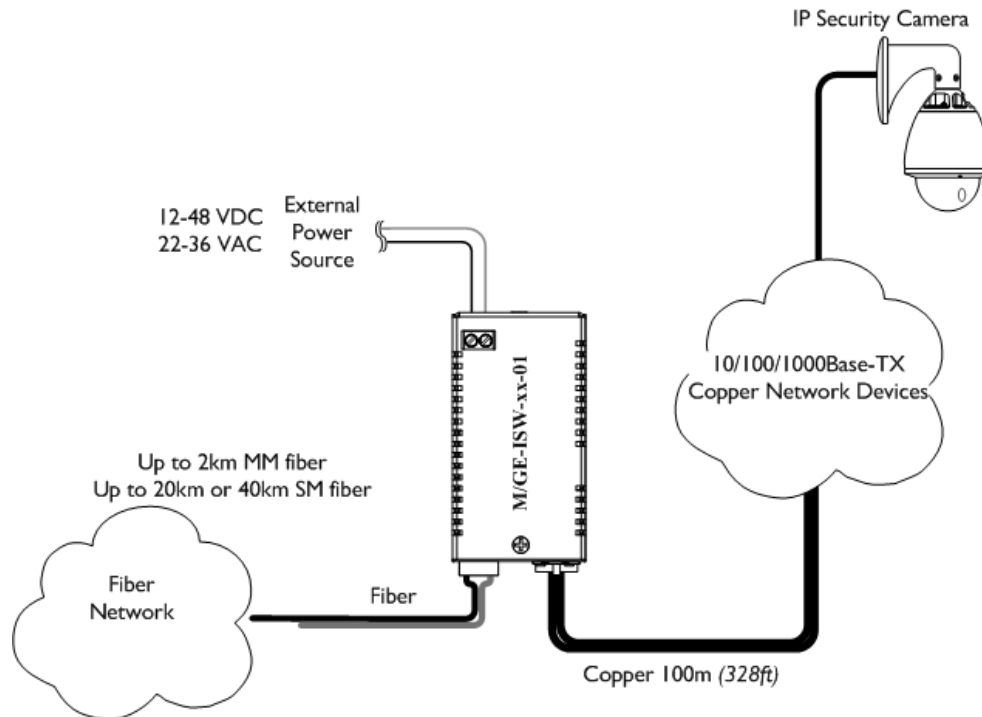 IP Security Camera
12-48 VDC
22-36 VAC
External
Power
Source
10/100/1000Base-TX
Copper Network Devices
M/GE-ISW-xx-01
Up to 2km MM fiber
Up to 20km or 40km SM fiber
Fiber
Network
Fiber
Copper 100m (328ft)